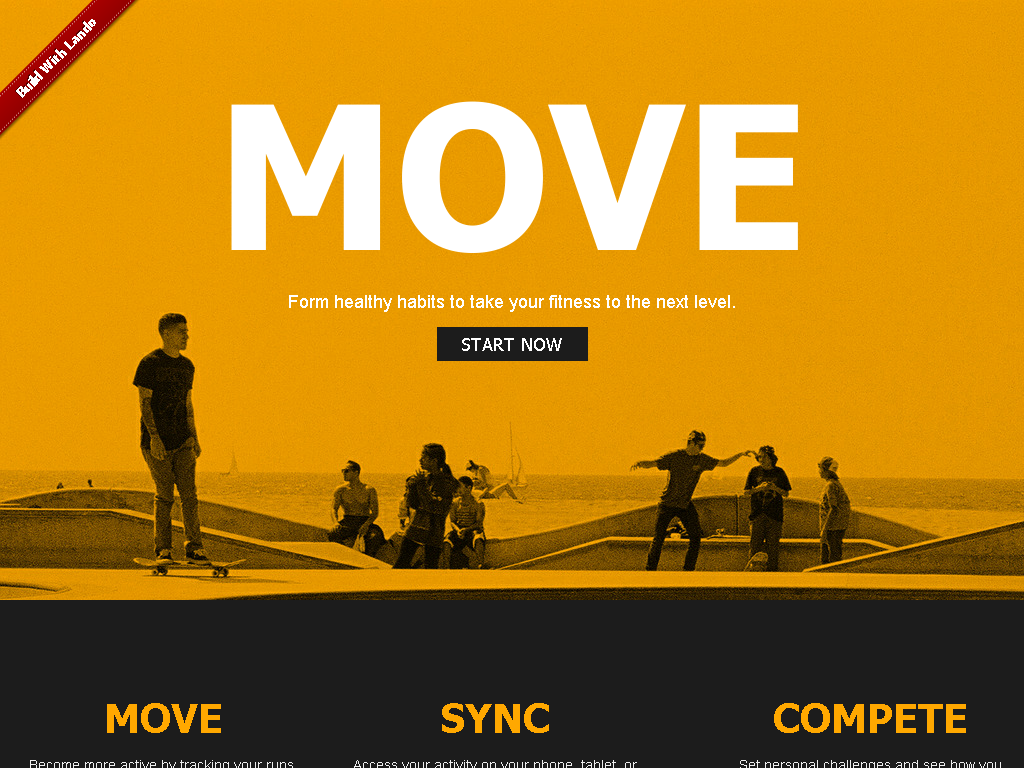 Build With Lando
MOVE
Form healthy habits to take your fitness to the next level.
START NOW
MOVE
SYNC
COMPETE
Become more active by tracking your runs
Access your activity on your phone, tablet, or
Set personal challenges and see how you